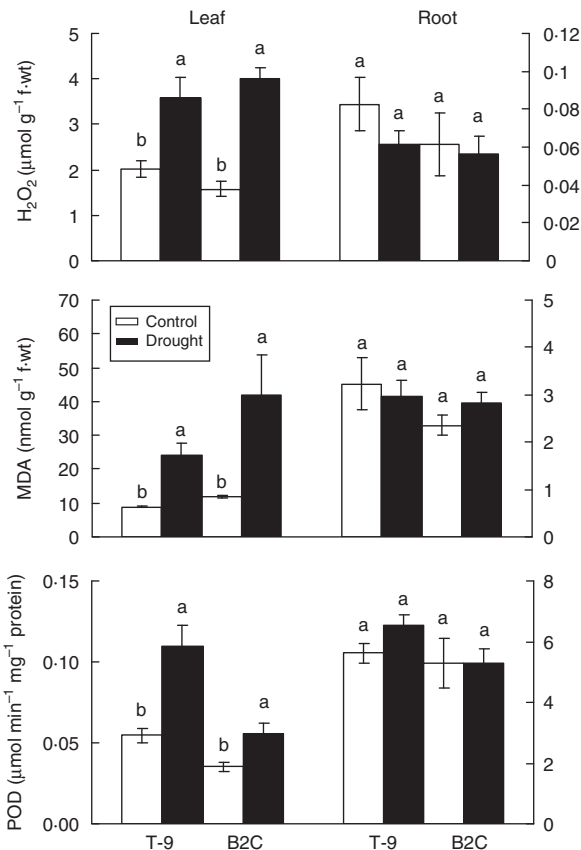 Leaf
Root
H₂O₂ (μmol g⁻¹ f·wt)
5
4
3
2
1
0
b
a
b
a
a
a
a
a
0·12
0·1
0·08
0·06
0·04
0·02
0
MDA (nmol g⁻¹ f·wt)
70
60
50
40
30
20
10
0
Control
Drought
b
a
b
a
a
a
a
a
5
4
3
2
1
0
POD (μmol min⁻¹ mg⁻¹ protein)
0·15
0·10
0·05
0·00
b
a
b
a
a
a
a
a
8
6
4
2
0
T-9
B2C
T-9
B2C